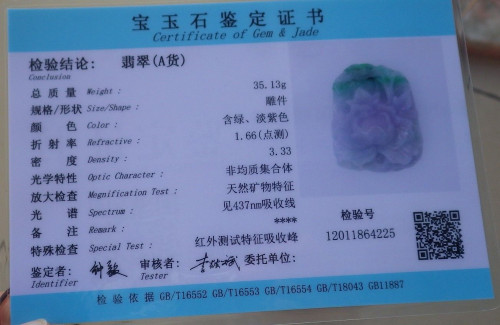 宝玉石鉴定证书
Certificate of Gem & Jade
检验结论: 翡翠(A货)
Conclusion
总质量 Weight: 35.13g
规格/形状 Size/Shape: 雕件
颜色 Color: 含绿、淡紫色
折射率 Refractive: 1.66(点测)
密度 Density: 3.33
光学特性 Optic Character: 非均质集合体
放大检查 Megnification Test: 天然矿物特征
光谱 Spectrum: 见437nm吸收线
备注 Remark: ****
特殊检查 Special Test: 红外测试特征吸收峰
检验号
12011864225
鉴定者: 审核者: 委托单位:
Identifier Tester
检验依据 GB/T16552 GB/T16553 GB/T16554 GB/T18043 GB11887